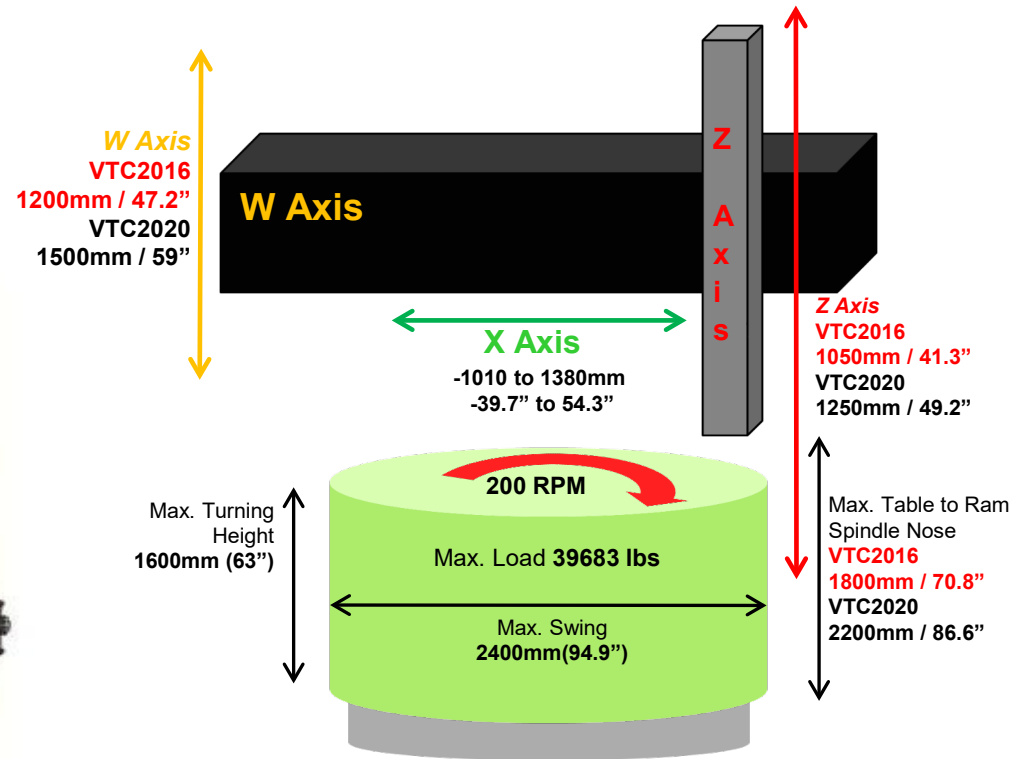 W Axis
VTC2016
1200mm / 47.2”
VTC2020
1500mm / 59”
W Axis
Z
A
x
i
s
X Axis
-1010 to 1380mm
-39.7” to 54.3”
Z Axis
VTC2016
1050mm / 41.3”
VTC2020
1250mm / 49.2”
200 RPM
Max. Turning
Height
1600mm (63”)
Max. Load 39683 lbs
Max. Swing
2400mm(94.9”)
Max. Table to Ram
Spindle Nose
VTC2016
1800mm / 70.8”
VTC2020
2200mm / 86.6”